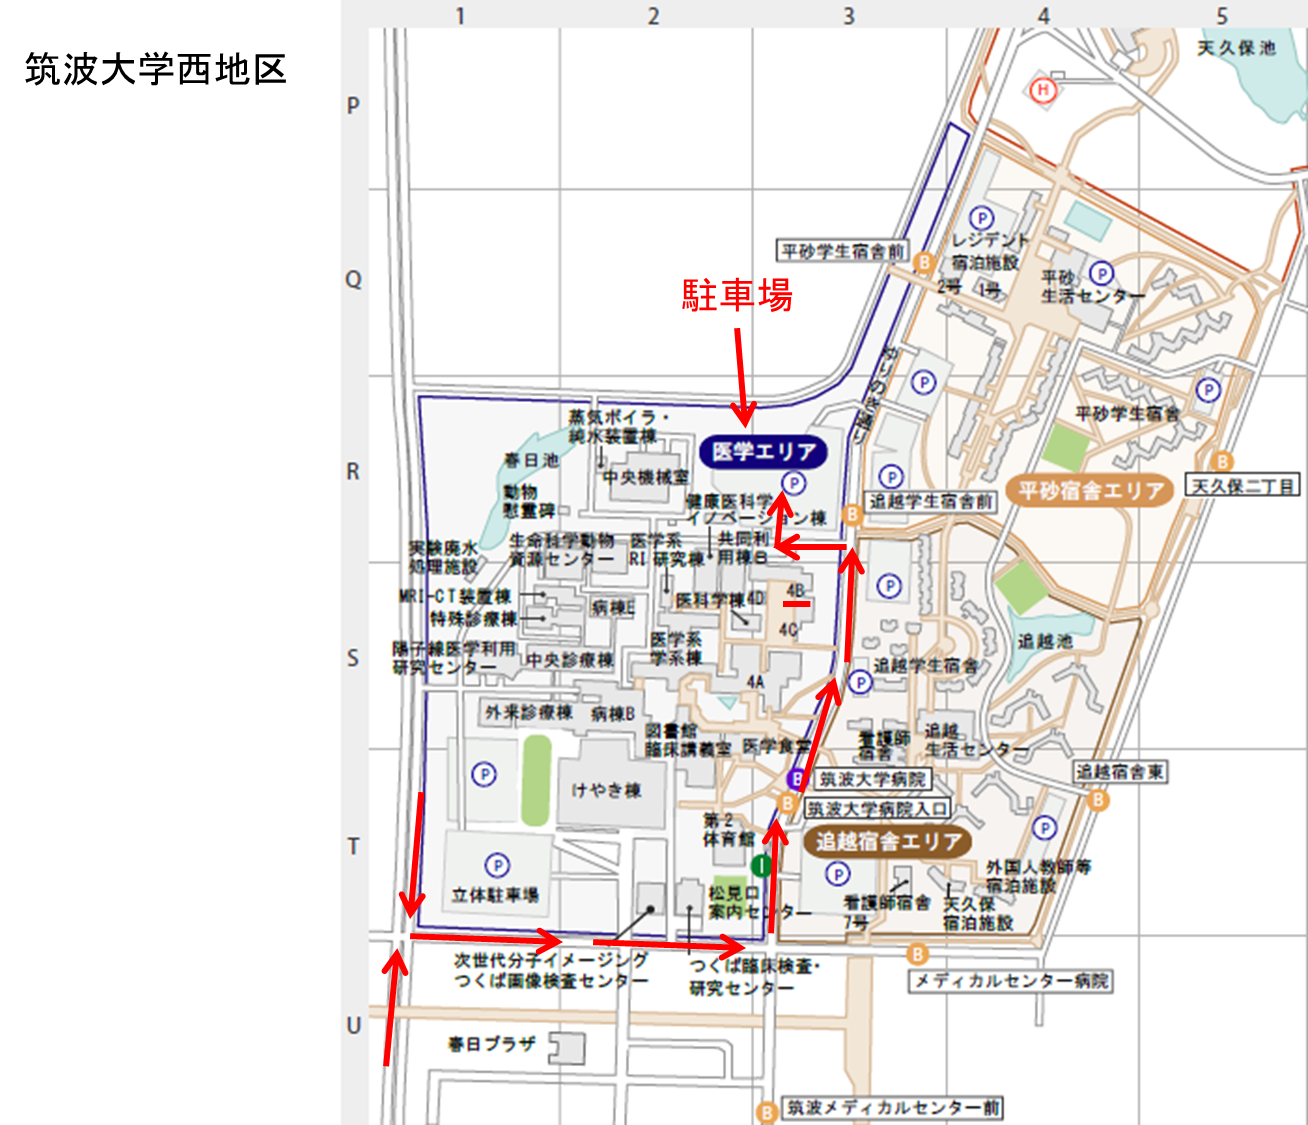 筑波大学西地区
1 2 3 4 5
P
天久保池
H
P
平砂学生宿舎前
B
レジデント
宿泊施設
2号 1号
Q
P
平砂
生活センター
駐車場
ゆりのき通り
P
P
蒸気ボイラ・
純水装置棟
医学エリア
平砂学生宿舎
春日池
中央機械室
R
P
P
B
平砂宿舎エリア
天久保二丁目
動物
慰霊碑
健康医科学
イノベーション棟
B
追越学生宿舎前
実験廃水
処理施設
生命科学動物
資源センター
医学系
RI 研究棟
共同利
用棟B
P
MRI-CT装置棟
特殊診療棟
病棟E
医科学棟
4D
4B
4C
陽子線医学利用
研究センター
中央診療棟
医学系
学系棟
S
追越池
追越学生宿舎
4A
P
外来診療棟
病棟B
図書館
臨床講義室
医学食堂
看護師
宿舎
追越
生活センター
P
けやき棟
B
筑波大学病院
追越宿舎東
B
筑波大学病院入口
B
T
第2
体育館
追越宿舎エリア
P
P
立体駐車場
I
P
外国人教師等
宿泊施設
松見口
案内センター
看護師宿舎
7号
天久保
宿泊施設
次世代分子イメージング
つくば画像検査センター
つくば臨床検査・
研究センター
B
メディカルセンター病院
U
春日プラザ
B
筑波メディカルセンター前